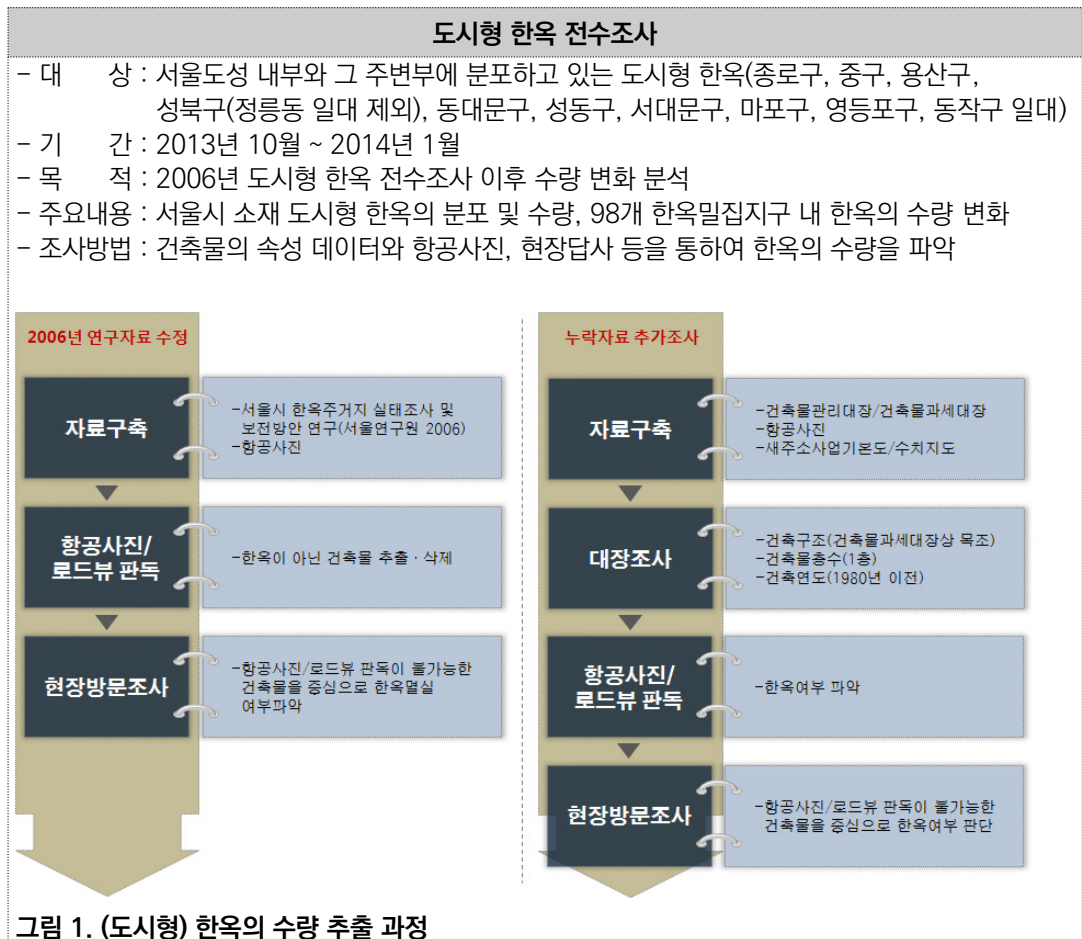 도시형 한옥 전수조사
- 대 상 : 서울도성 내부와 그 주변부에 분포하고 있는 도시형 한옥(종로구, 중구, 용산구,
성북구(정릉동 일대 제외), 동대문구, 성동구, 서대문구, 마포구, 영등포구, 동작구 일대)
- 기 간 : 2013년 10월 ~ 2014년 1월
- 목 적 : 2006년 도시형 한옥 전수조사 이후 수량 변화 분석
- 주요내용 : 서울시 소재 도시형 한옥의 분포 및 수량, 98개 한옥밀집지구 내 한옥의 수량 변화
- 조사방법 : 건축물의 속성 데이터와 항공사진, 현장답사 등을 통하여 한옥의 수량을 파악
2006년 연구자료 수정
자료구축
-서울시 한옥주거지 실태조사 및
보전방안 연구(서울연구원 2006)
-항공사진
항공사진/
로드뷰 판독
-한옥이 아닌 건축물 추출 · 삭제
현장방문조사
-항공사진/로드뷰 판독이 불가능한
건축물을 중심으로 한옥멸실
여부파악
누락자료 추가조사
자료구축
-건축물관리대장/건축물과세대장
-항공사진
-새주소사업기본도/수치지도
대장조사
-건축구조(건축물과세대장상 목조)
-건축물층수(1층)
-건축연도(1980년 이전)
항공사진/
로드뷰 판독
-한옥여부 파악
현장방문조사
-항공사진/로드뷰 판독이 불가능한
건축물을 중심으로 한옥여부 판단
그림 1. (도시형) 한옥의 수량 추출 과정